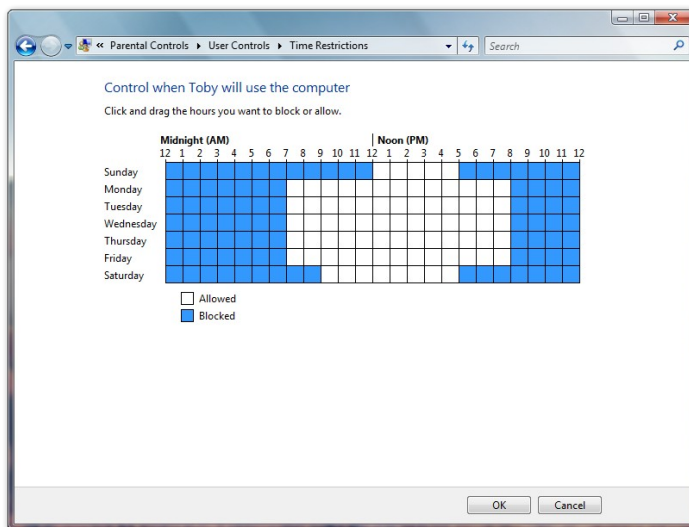 « Parental Controls ▸ User Controls ▸ Time Restrictions
Search
Control when Toby will use the computer
Click and drag the hours you want to block or allow.
Midnight (AM) Noon (PM)
12 1 2 3 4 5 6 7 8 9 10 11 12 1 2 3 4 5 6 7 8 9 10 11 12
Sunday
Monday
Tuesday
Wednesday
Thursday
Friday
Saturday
Allowed
Blocked
OK Cancel